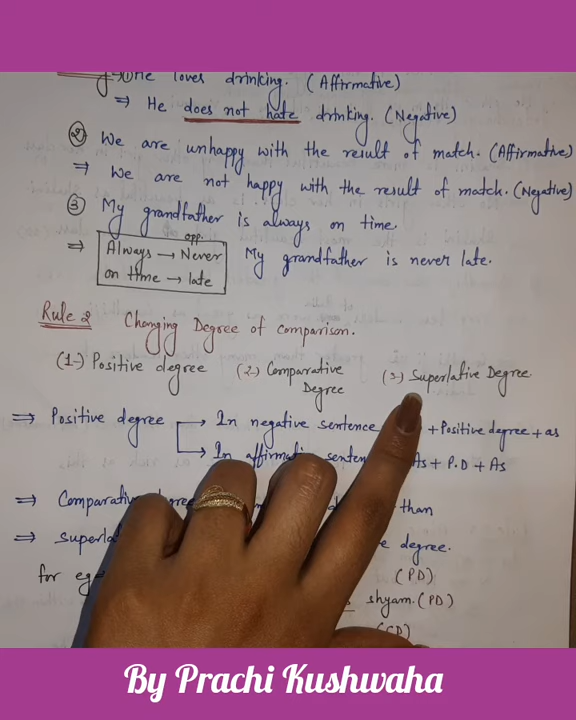 ① He loves drinking. (Affirmative)
⇒ He does not hate drinking. (Negative)
② We are unhappy with the result of match. (Affirmative)
⇒ We are not happy with the result of match. (Negative)
③ My grandfather is always on time.
⇒ Always → opp. Never My grandfather is never late.
on time → late
Rule 2 Changing Degree of comparison.
(1.) Positive degree (2.) Comparative Degree (3.) Superlative Degree
⇒ Positive degree → In negative sentence + Positive degree + as
→ In affirmative As + P.D + As
⇒ Comparative degree than
⇒ degree.
for eg (PD)
shyam. (PD)
(CD)
By Prachi Kushwaha